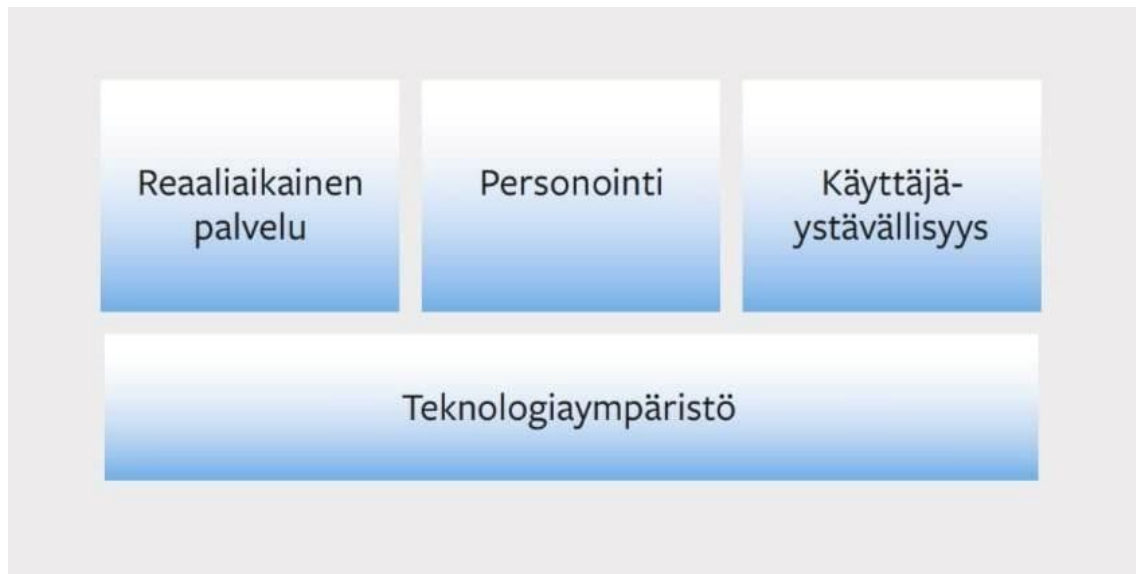 Reaaliaikainen
palvelu
Personointi
Käyttäjä-
ystävällisyys
Teknologiaympäristö